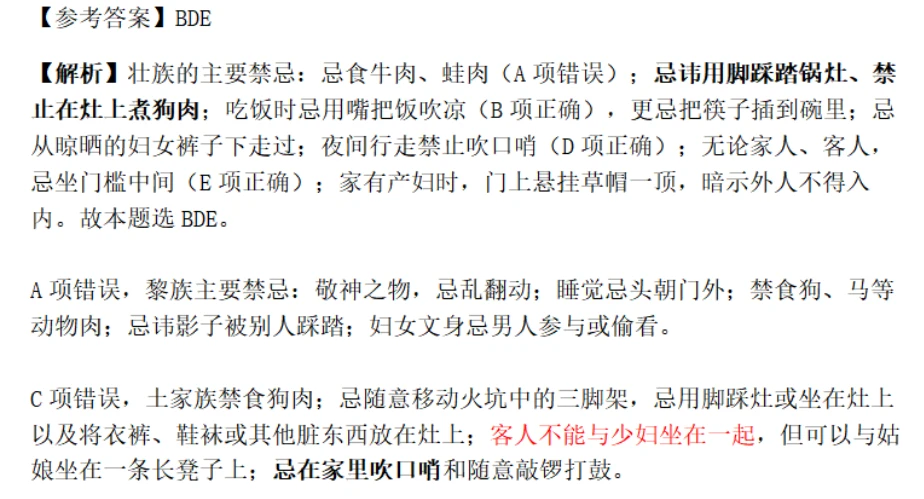 【参考答案】BDE
【解析】壮族的主要禁忌：忌食牛肉、蛙肉（A 项错误）；忌讳用脚踩踏锅灶、禁
止在灶上煮狗肉；吃饭时忌用嘴把饭吹凉（B 项正确），更忌把筷子插到碗里；忌
从晾晒的妇女裤子下走过；夜间行走禁止吹口哨（D 项正确）；无论家人、客人，
忌坐门槛中间（E 项正确）；家有产妇时，门上悬挂草帽一顶，暗示外人不得入
内。故本题选 BDE。
A 项错误，黎族主要禁忌：敬神之物，忌乱翻动；睡觉忌头朝门外；禁食狗、马等
动物肉；忌讳影子被别人踩踏；妇女文身忌男人参与或偷看。
C 项错误，土家族禁食狗肉；忌随意移动火坑中的三脚架，忌用脚踩灶或坐在灶上
以及将衣裤、鞋袜或其他脏东西放在灶上；客人不能与少妇坐在一起，但可以与姑
娘坐在一条长凳子上；忌在家里吹口哨和随意敲锣打鼓。